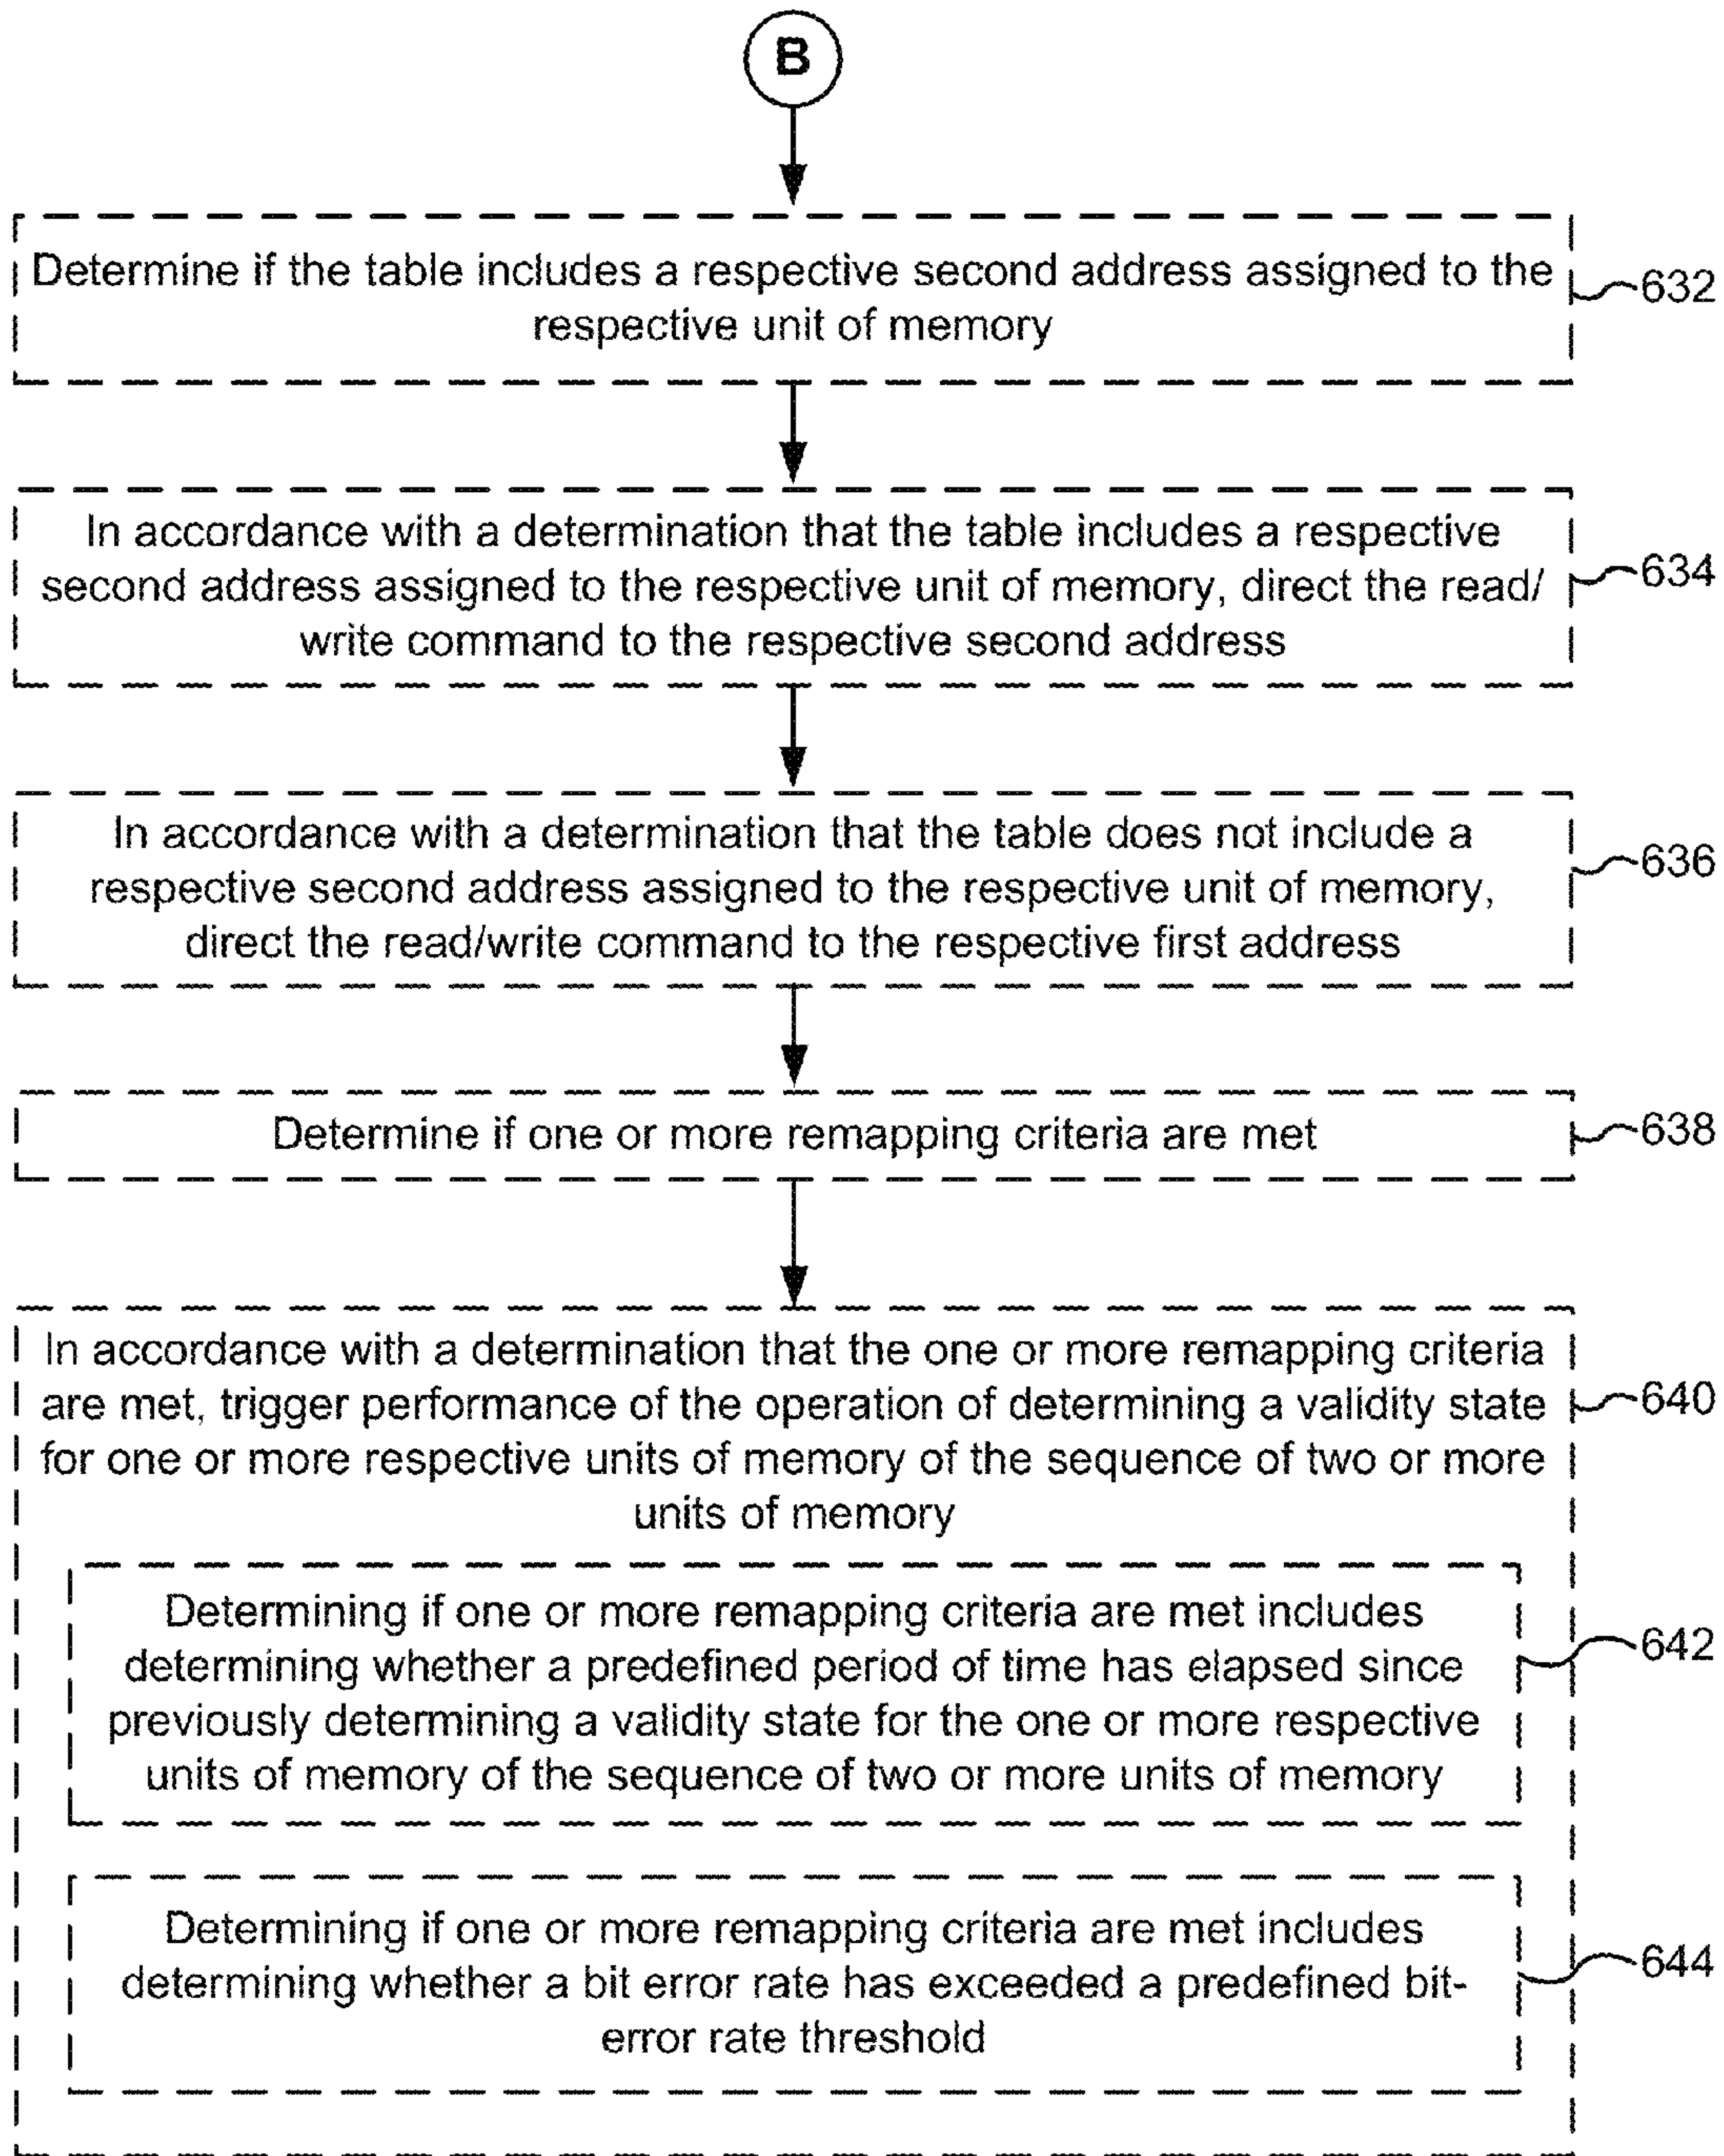 B
Determine if the table includes a respective second address assigned to the
respective unit of memory
632
In accordance with a determination that the table includes a respective
second address assigned to the respective unit of memory, direct the read/
write command to the respective second address
634
In accordance with a determination that the table does not include a
respective second address assigned to the respective unit of memory,
direct the read/write command to the respective first address
636
Determine if one or more remapping criteria are met
638
In accordance with a determination that the one or more remapping criteria
are met, trigger performance of the operation of determining a validity state
for one or more respective units of memory of the sequence of two or more
units of memory
640
Determining if one or more remapping criteria are met includes
determining whether a predefined period of time has elapsed since
previously determining a validity state for the one or more respective
units of memory of the sequence of two or more units of memory
642
Determining if one or more remapping criteria are met includes
determining whether a bit error rate has exceeded a predefined bit-
error rate threshold
644